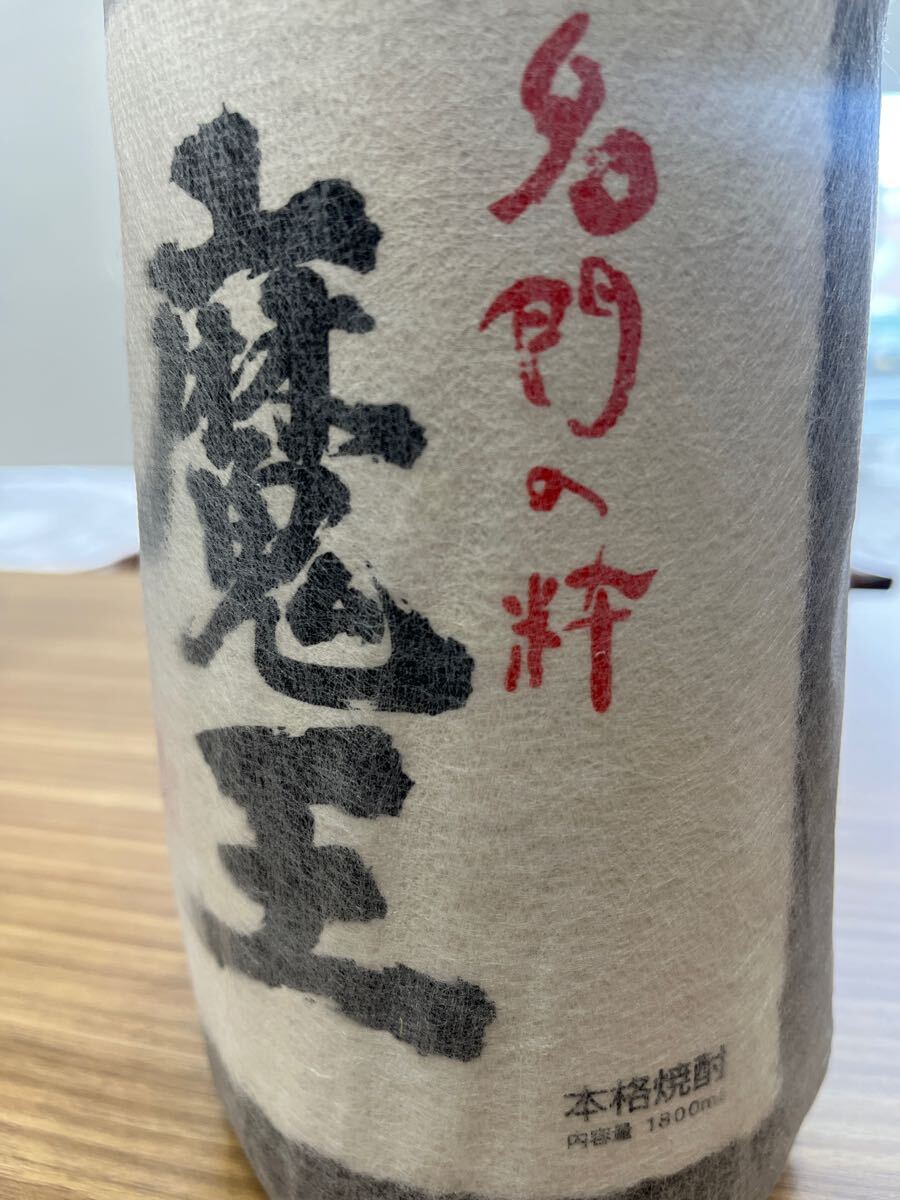 名門の粋
魔王
本格焼酎
内容量 1800ml